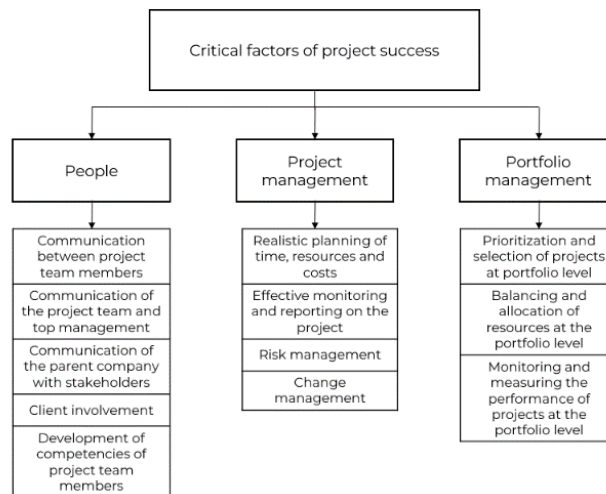 Critical factors of project success
People
Project
management
Portfolio
management
Communication
between project
team members
Communication of
the project team and
top management
Communication of
the parent company
with stakeholders
Client involvement
Development of
competencies of
project team
members
Realistic planning of
time, resources and
costs
Effective monitoring
and reporting on the
project
Risk management
Change
management
Prioritization and
selection of projects
at portfolio level
Balancing and
allocation of
resources at the
portfolio level
Monitoring and
measuring the
performance of
projects at the
portfolio level